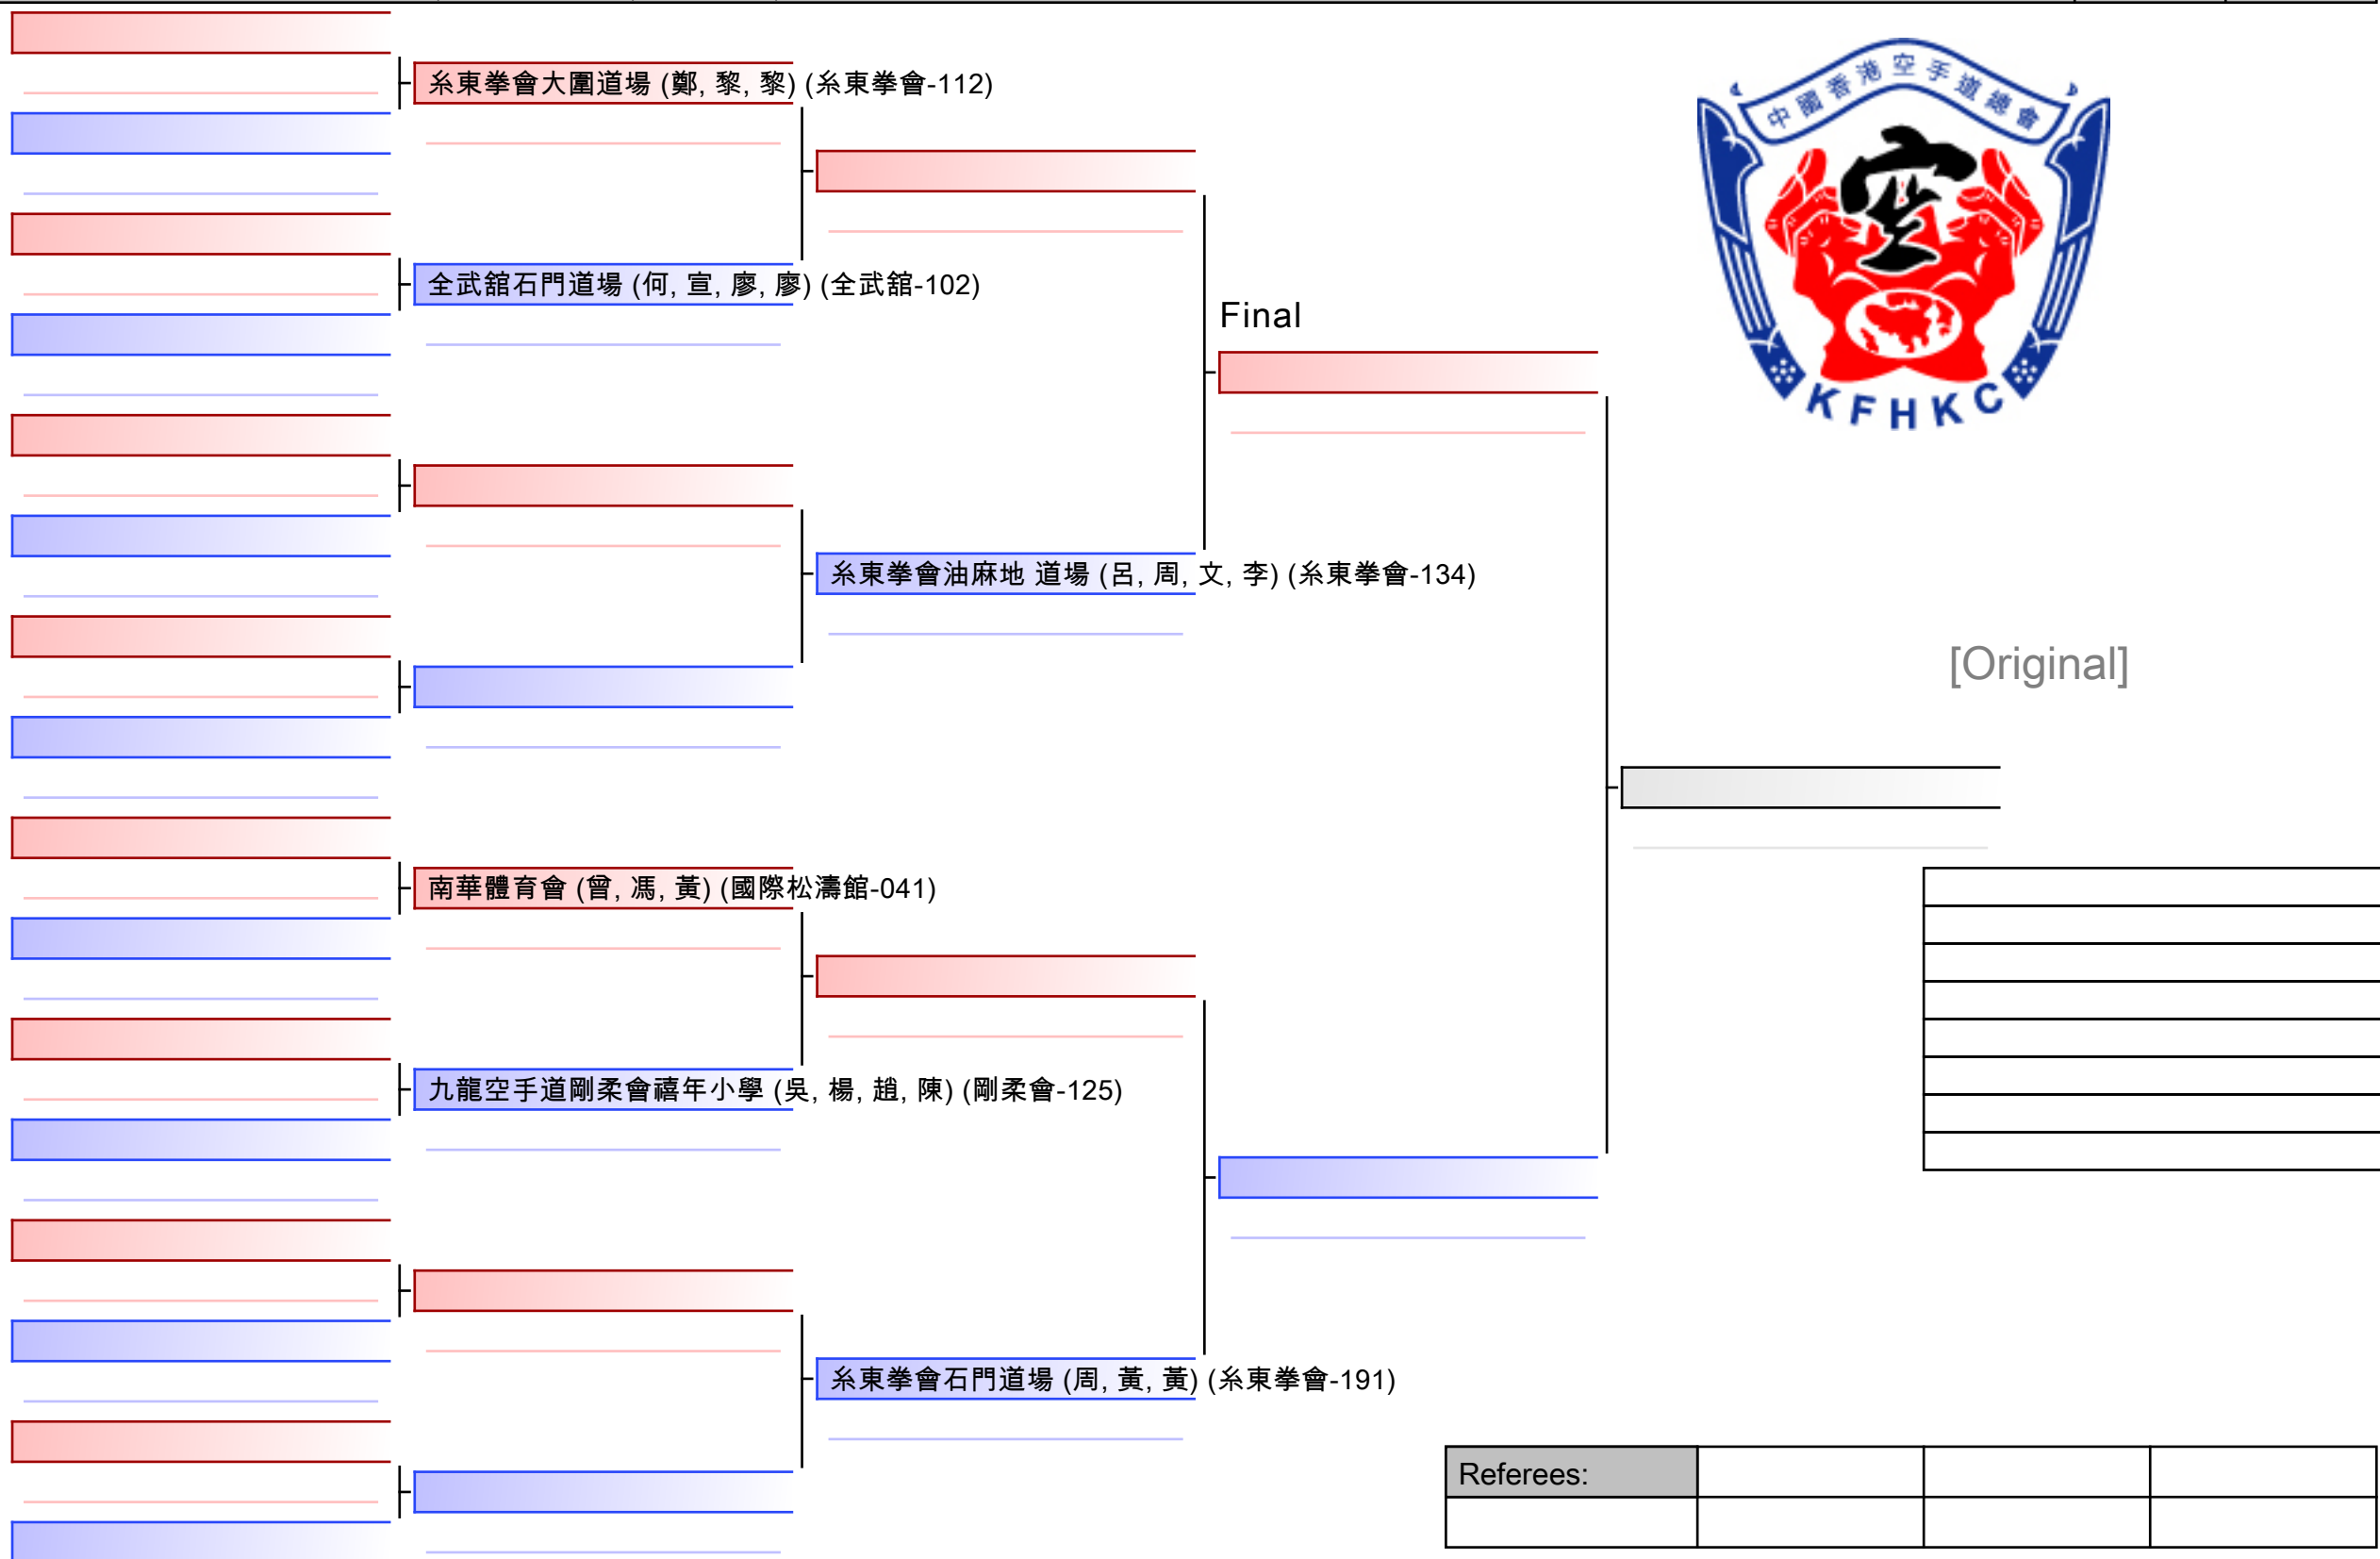 中國香港空手道總會
空
KFHKC
糸東拳會大圍道場 (鄭, 黎, 黎) (糸東拳會-112)
全武舘石門道場 (何, 宣, 廖, 廖) (全武舘-102)
Final
糸東拳會油麻地 道場 (呂, 周, 文, 李) (糸東拳會-134)
[Original]
南華體育會 (曾, 馮, 黃) (國際松濤館-041)
九龍空手道剛柔會禧年小學 (吳, 楊, 趙, 陳) (剛柔會-125)
糸東拳會石門道場 (周, 黃, 黃) (糸東拳會-191)
Referees: